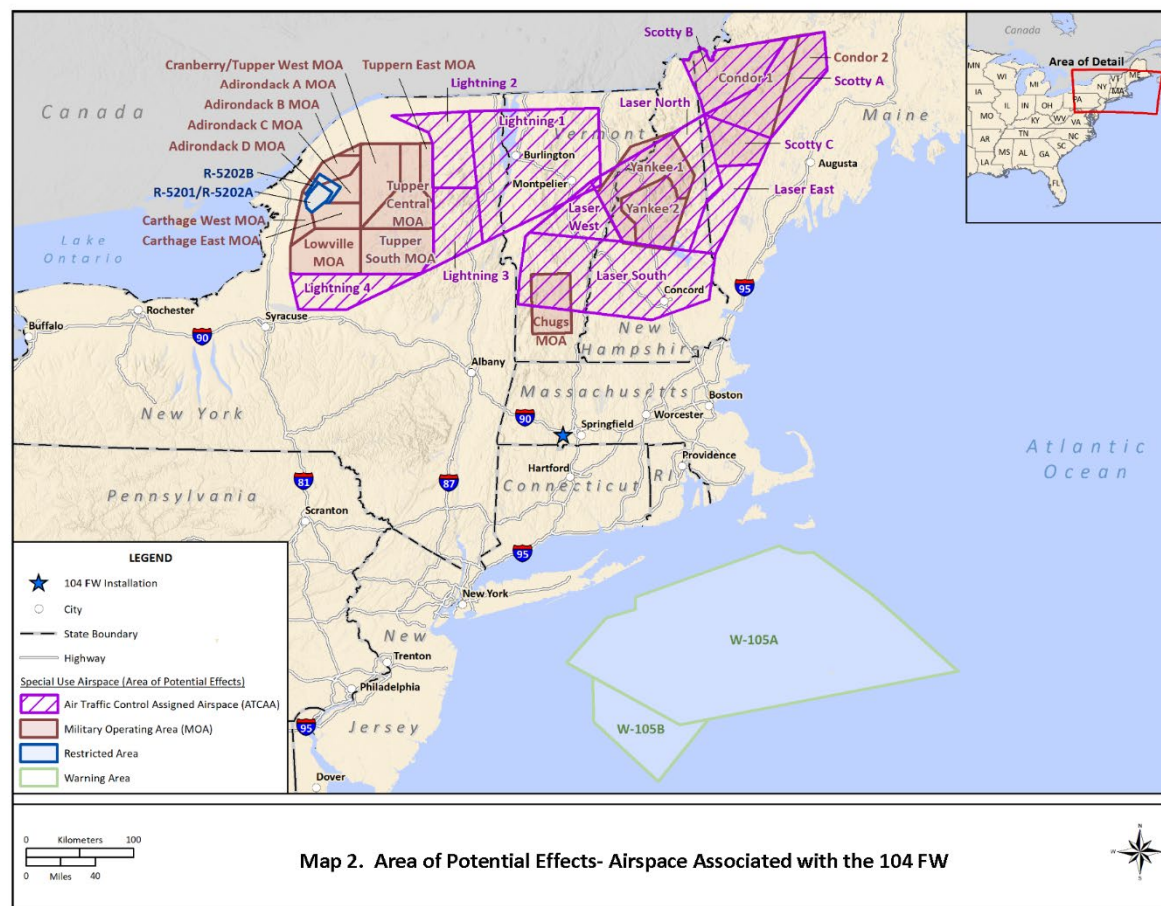 Scotty B
Cranberry/Tupper West MOA
Tuppern East MOA
Adirondack A MOA
Lightning 2
Condor 1
Condor 2
Scotty A
Adirondack B MOA
Laser North
Canada
Adirondack C MOA
Lightning 1
Maine
Adirondack D MOA
Vermont
Scotty C
Burlington
Augusta
R-5202B
Yankee 1
R-5201/R-5202A
Montpelier
Laser East
Tupper
Central
MOA
Yankee 2
Carthage West MOA
Laser
West
Carthage East MOA
Lake
Ontario
Lowville
MOA
Tupper
South MOA
Lightning 3
Laser South
Lightning 4
95
Concord
Rochester
Buffalo
Syracuse
Chugs
MOA
New
Hampshire
90
Albany
Massachusetts
Boston
New York
90
Worcester
Springfield
Providence
Hartford
Connecticut
RI
Atlantic
Ocean
81
87
Pennsylvania
Scranton
95
New York
New
Jersey
Trenton
Philadelphia
95
Dover
W-105A
W-105B
Canada
Area of Detail
MN
WI
MI
NY
VT
ME
MA
IA
PA
IL
IN
OH
MO
KY
WV
VA
TN
NC
AR
SC
MS
AL
GA
LA
FL
LEGEND
104 FW Installation
City
State Boundary
Highway
Special Use Airspace (Area of Potential Effects)
Air Traffic Control Assigned Airspace (ATCAA)
Military Operating Area (MOA)
Restricted Area
Warning Area
0 Kilometers 100
0 Miles 40
Map 2. Area of Potential Effects- Airspace Associated with the 104 FW
N
W
S